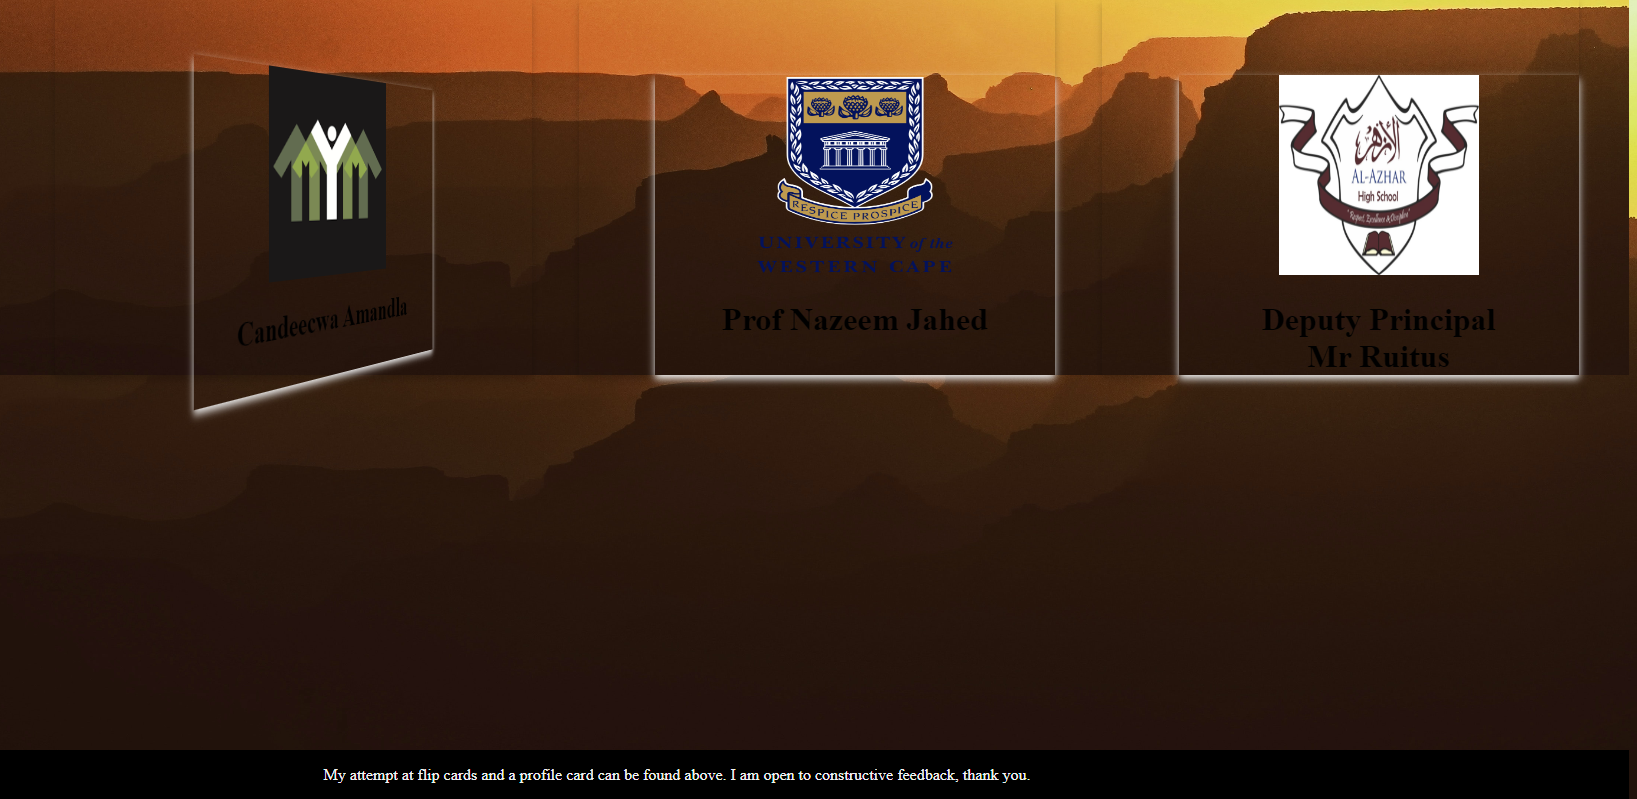 Candeecwa Amandla
RESPICE PROSPICE
UNIVERSITY of the
WESTERN CAPE
Prof Nazeem Jahed
الأزهر
AL-AZHAR
High School
"Respect, Excellence & Discipline"
Deputy Principal
Mr Ruitus
My attempt at flip cards and a profile card can be found above. I am open to constructive feedback, thank you.